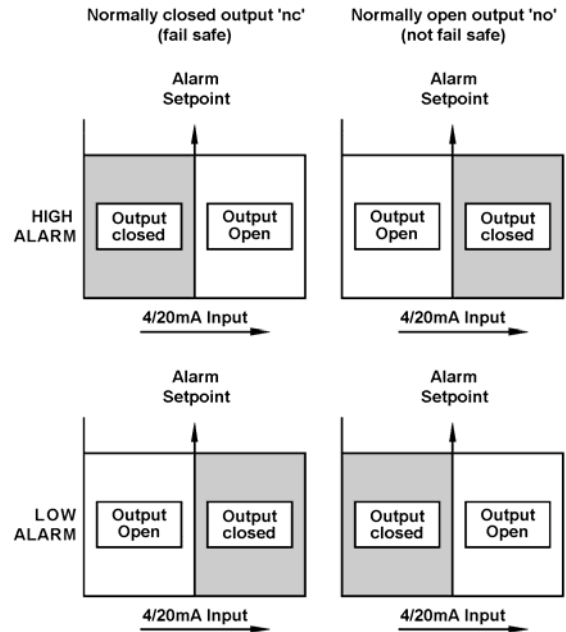 Normally closed output 'nc'
(fail safe)
Normally open output 'no'
(not fail safe)
Alarm
Setpoint
Alarm
Setpoint
HIGH
ALARM
Output
closed
Output
Open
Output
Open
Output
closed
4/20mA Input
4/20mA Input
Alarm
Setpoint
Alarm
Setpoint
LOW
ALARM
Output
Open
Output
closed
Output
closed
Output
Open
4/20mA Input
4/20mA Input